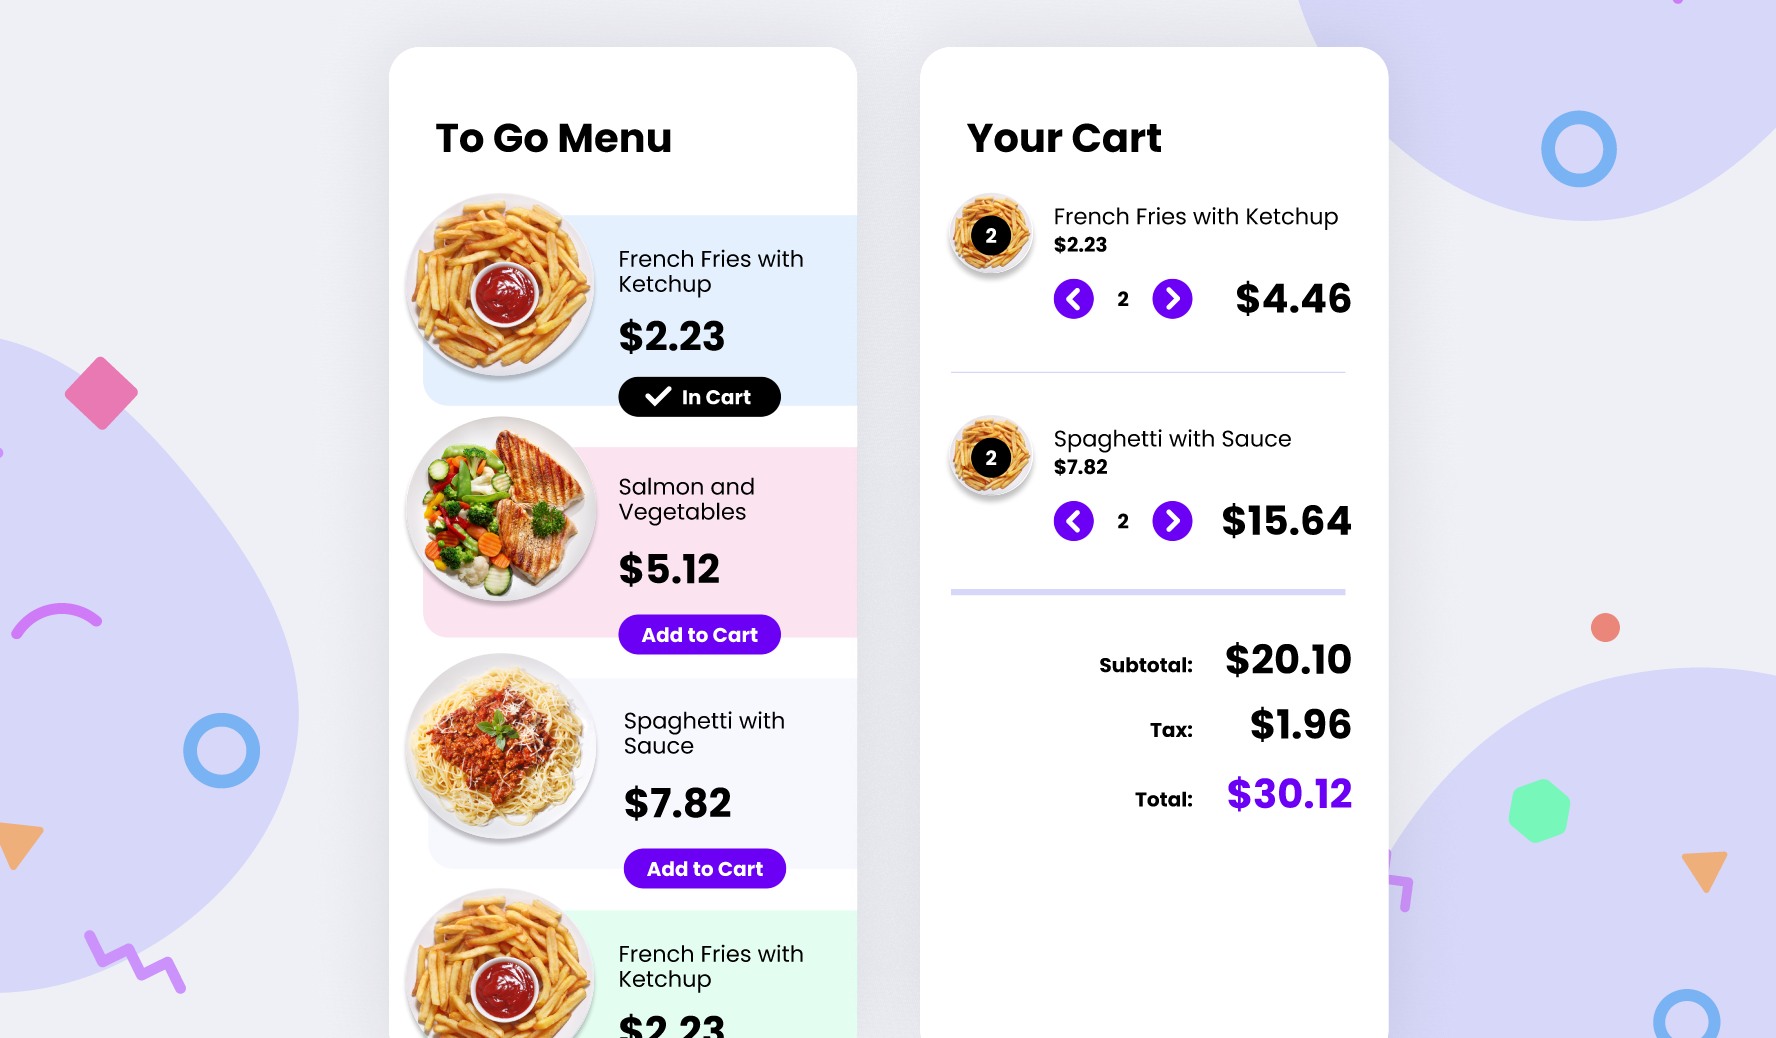 To Go Menu
French Fries with
Ketchup
$2.23
In Cart
Salmon and
Vegetables
$5.12
Add to Cart
Spaghetti with
Sauce
$7.82
Add to Cart
French Fries with
Ketchup
$2.23
Your Cart
2
French Fries with Ketchup
$2.23
2
$4.46
2
Spaghetti with Sauce
$7.82
2
$15.64
Subtotal: $20.10
Tax: $1.96
Total: $30.12